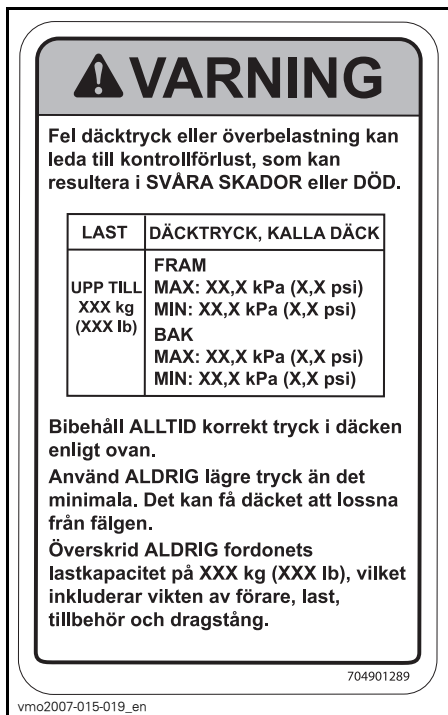 VARNING
Fel däcktryck eller överbelastning kan
leda till kontrollförlust, som kan
resultera i SVÅRA SKADOR eller DÖD.
LAST DÄCKTRYCK, KALLA DÄCK
UPP TILL
XXX kg
(XXX lb)
FRAM
MAX: XX,X kPa (X,X psi)
MIN: XX,X kPa (X,X psi)
BAK
MAX: XX,X kPa (X,X psi)
MIN: XX,X kPa (X,X psi)
Bibehåll ALLTID korrekt tryck i däcken
enligt ovan.
Använd ALDRIG lägre tryck än det
minimala. Det kan få däcket att lossna
från fälgen.
Överskrid ALDRIG fordonets
lastkapacitet på XXX kg (XXX lb), vilket
inkluderar vikten av förare, last,
tillbehör och dragstång.
704901289
vmo2007-015-019_en